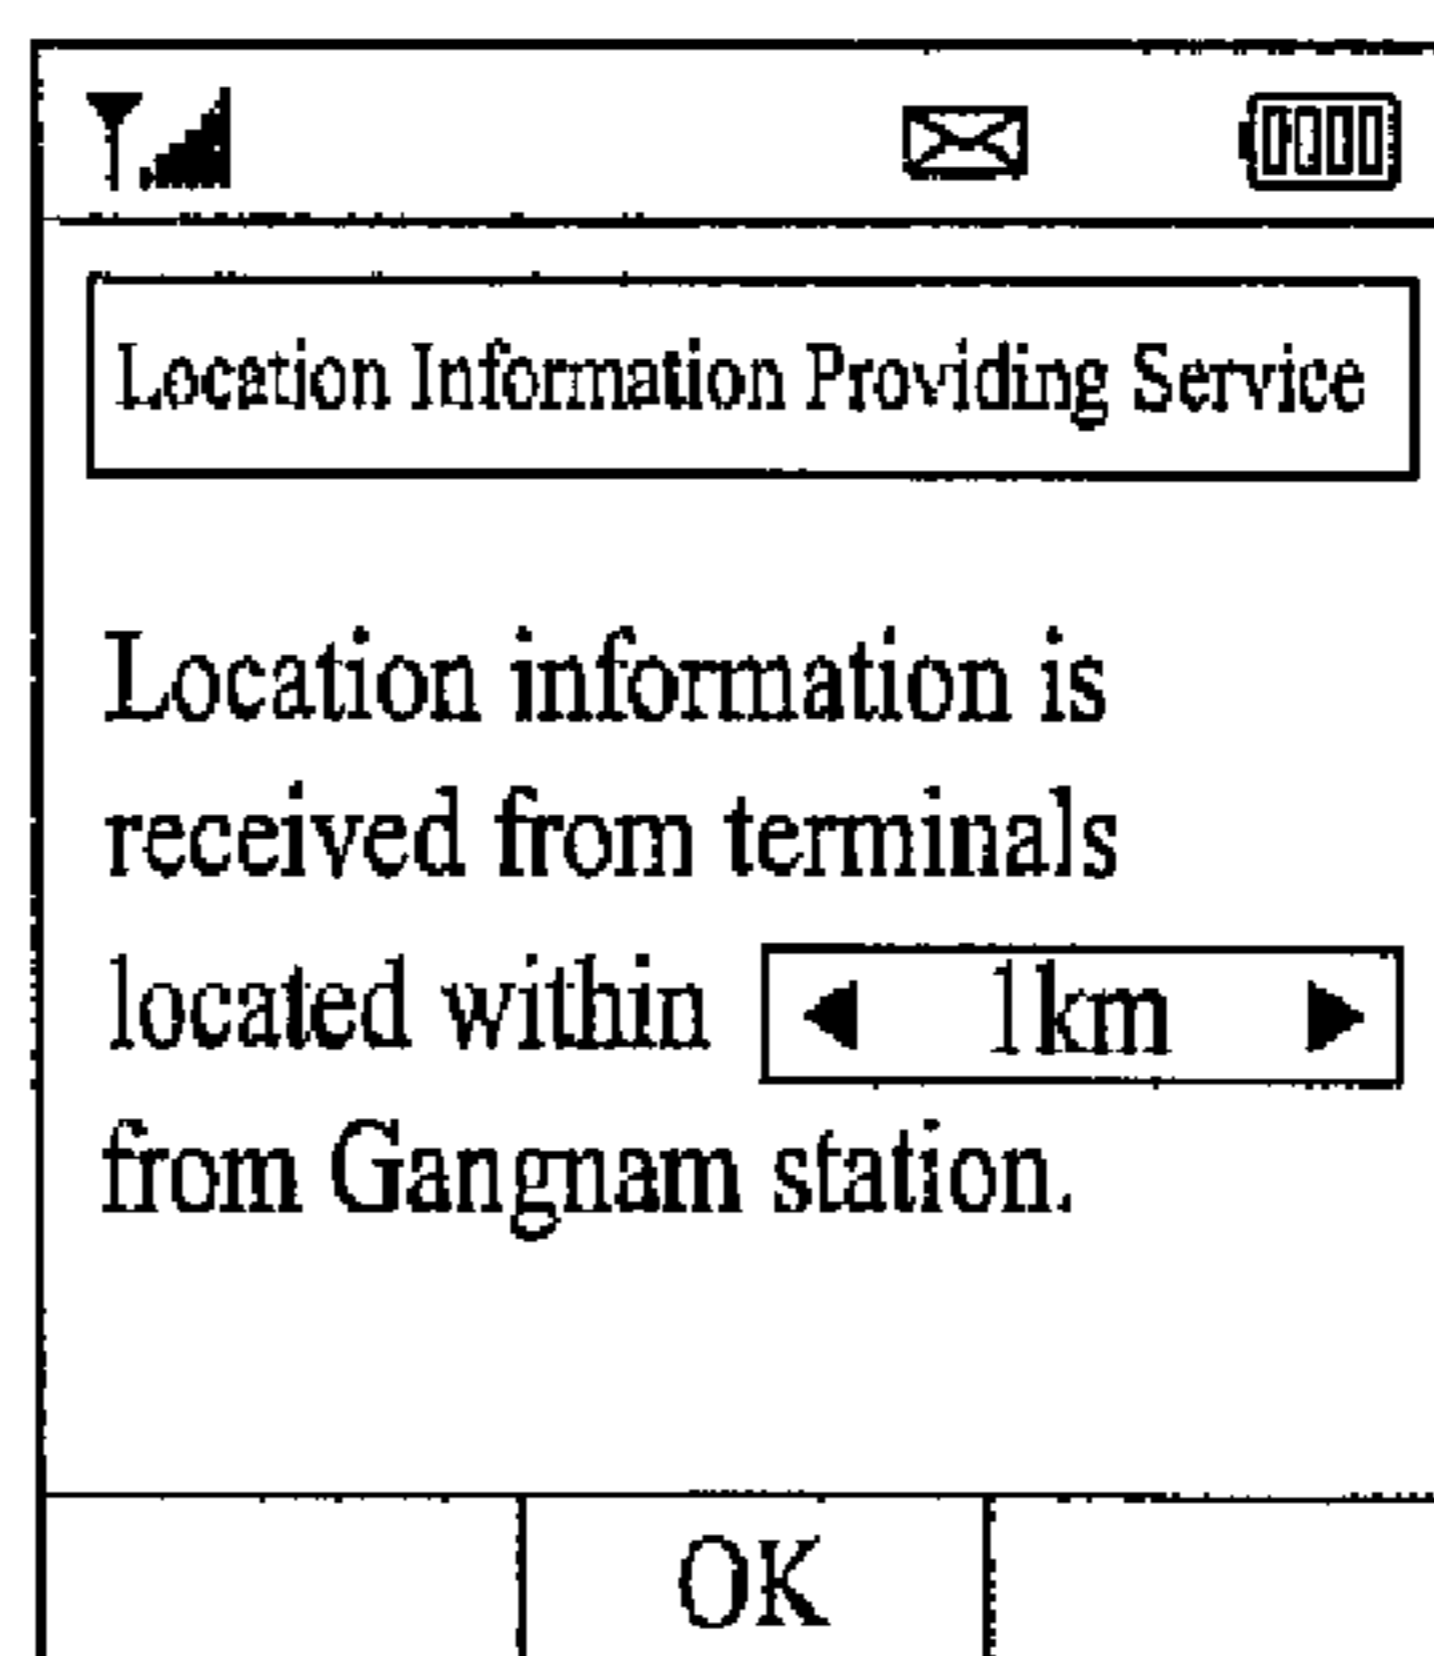 Location Information Providing Service
Location information is
received from terminals
located within ◀ 1km ▶
from Gangnam station.
OK